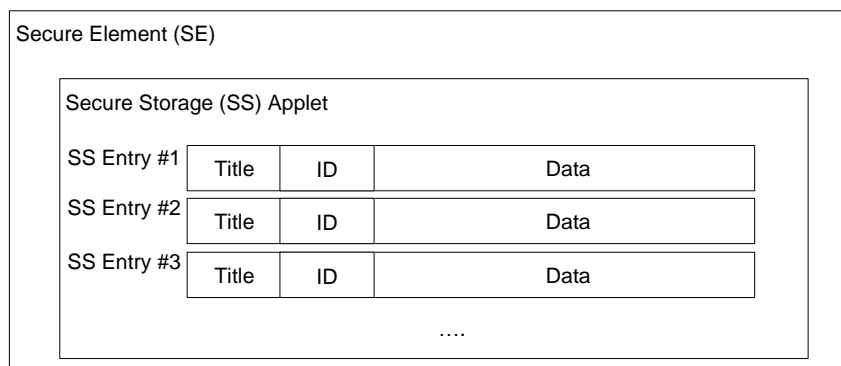 Secure Element (SE)
Secure Storage (SS) Applet
SS Entry #1 Title ID Data
SS Entry #2 Title ID Data
SS Entry #3 Title ID Data
....